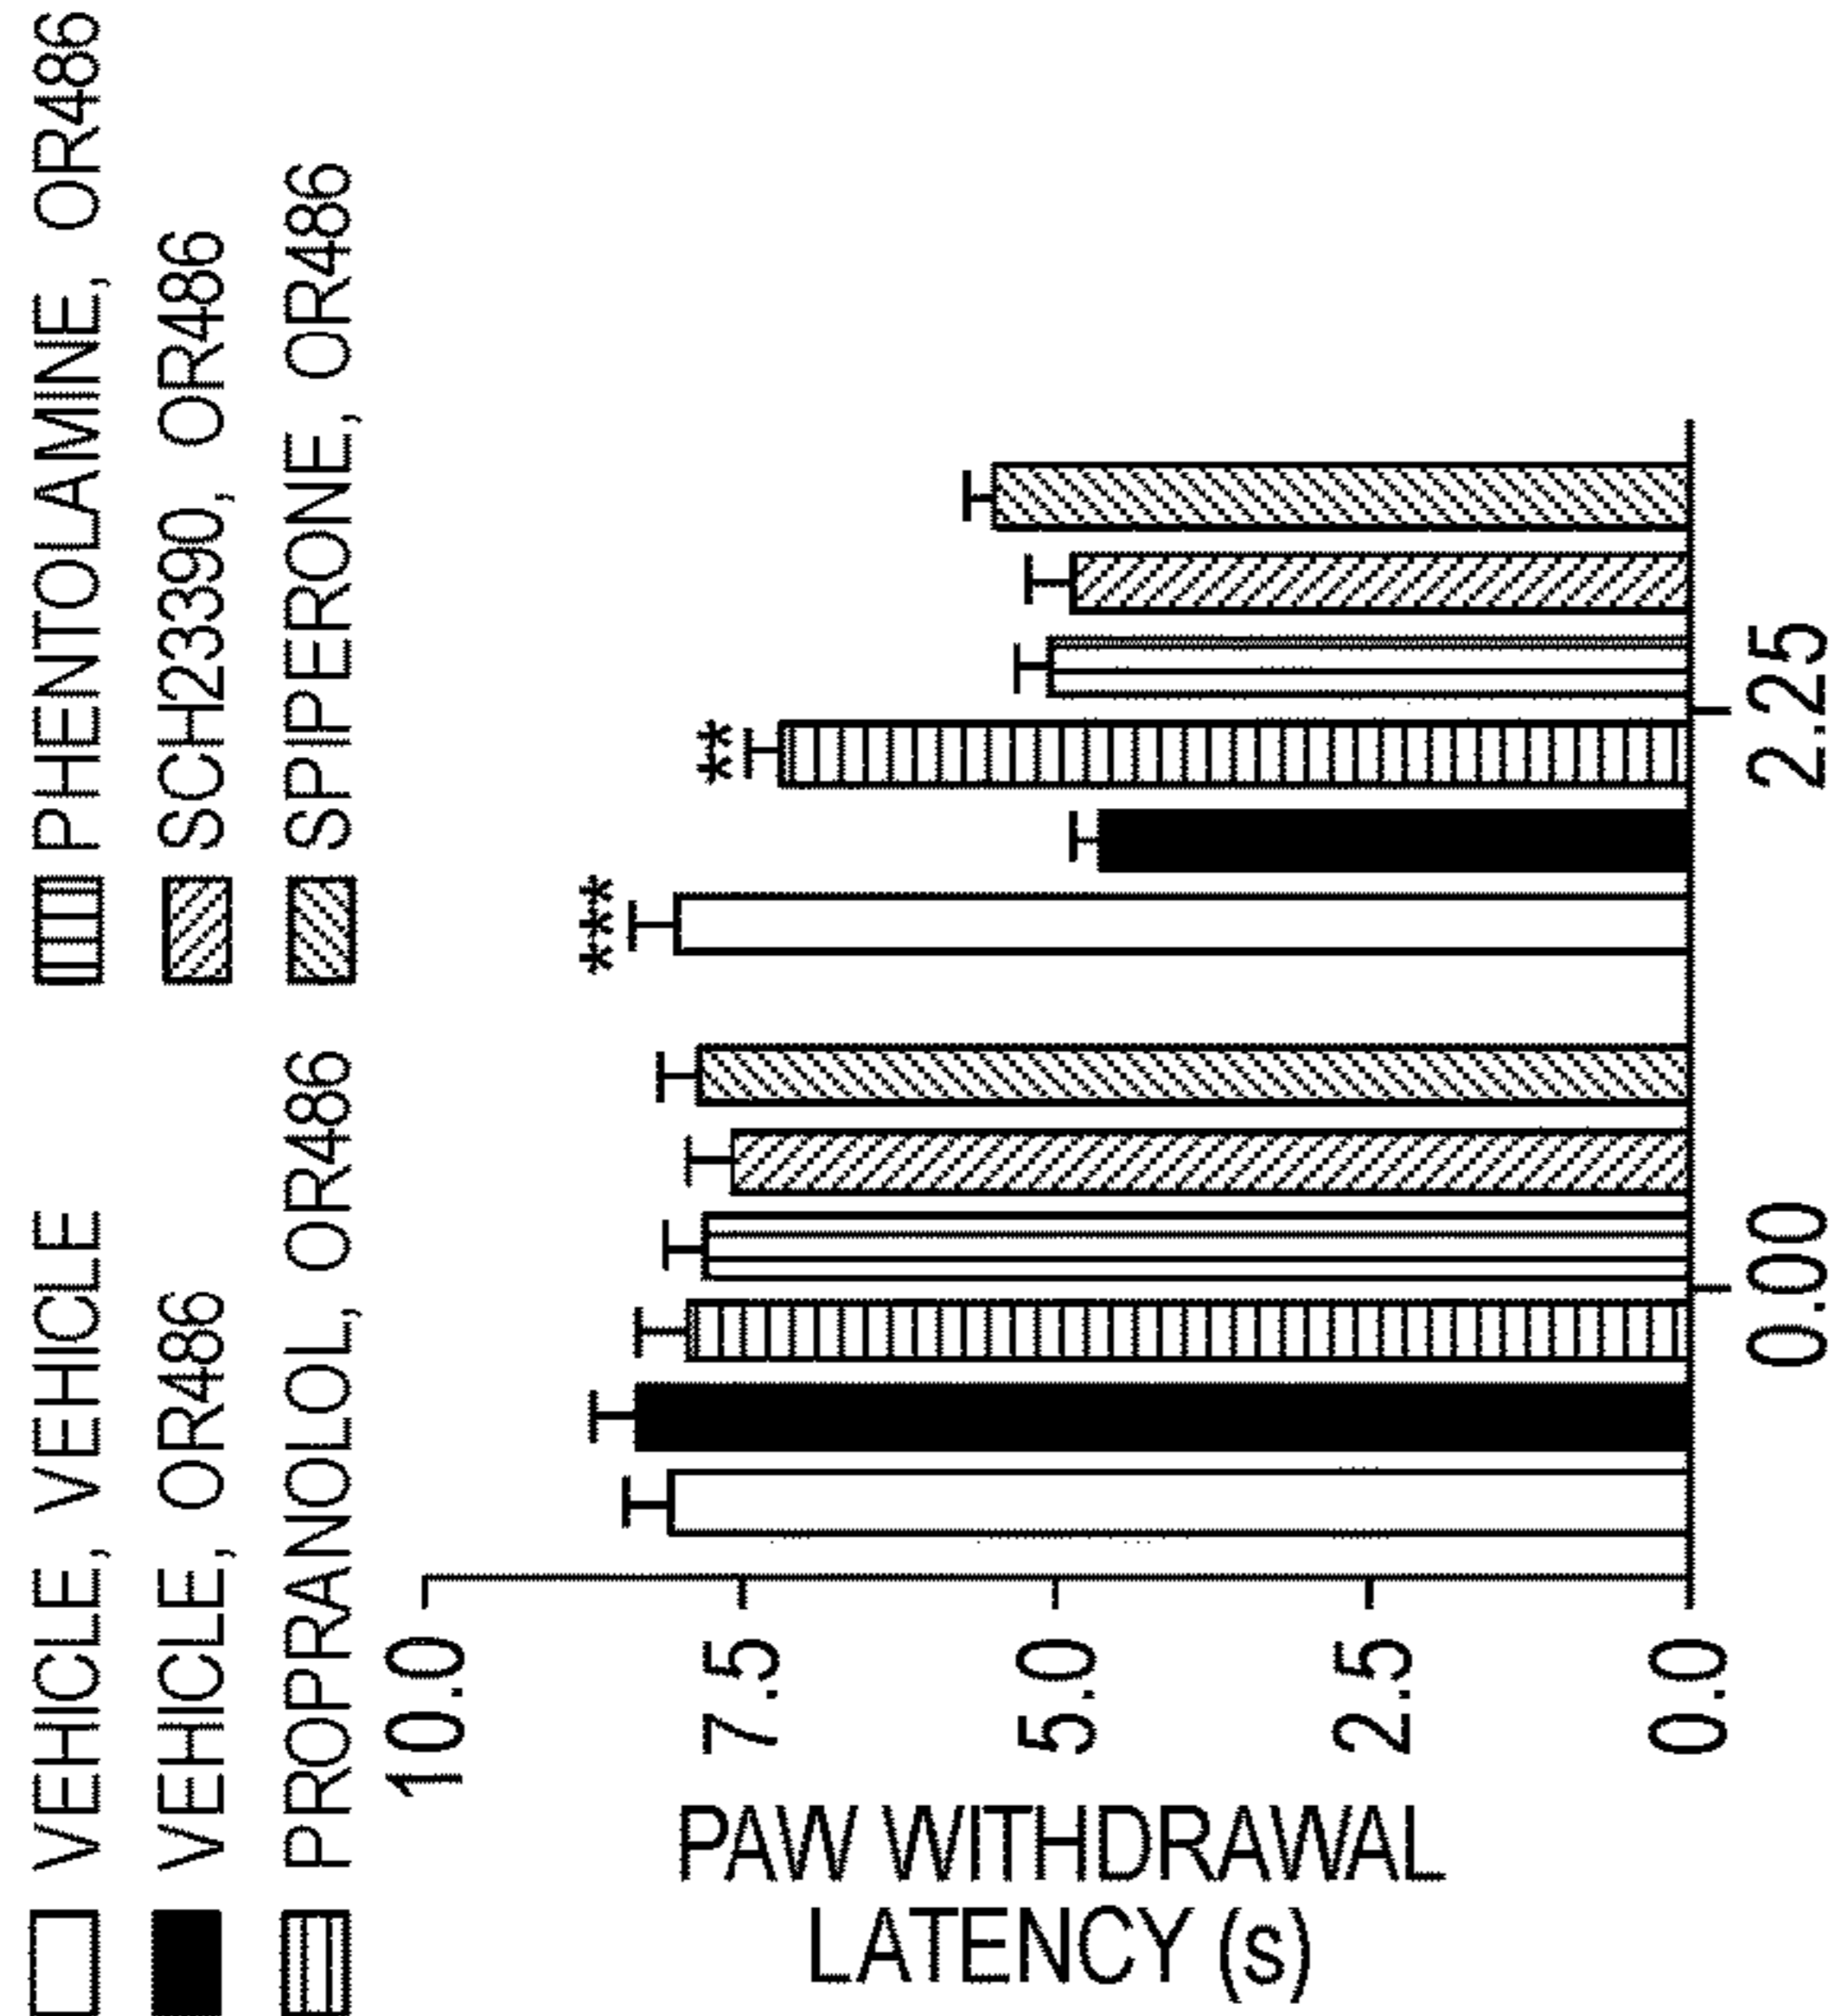 VEHICLE, VEHICLE
VEHICLE, OR486
PROPRANOLOL, OR486
PHENTOLAMINE, OR486
SCH23390, OR486
SPIPERONE, OR486
PAW WITHDRAWAL
LATENCY (s)
10.0
7.5
5.0
2.5
0.0
***
**
0.00
2.25